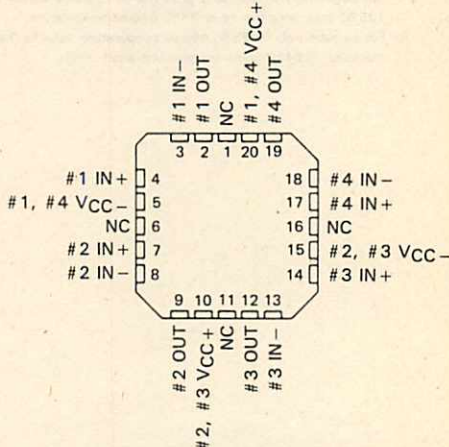 #1 IN−
#1 OUT
NC
#1, #4 VCC+
#4 OUT
3 2 1 20 19
#1 IN+ 4
#1, #4 VCC− 5
NC 6
#2 IN+ 7
#2 IN− 8
18 #4 IN−
17 #4 IN+
16 NC
15 #2, #3 VCC−
14 #3 IN+
9 10 11 12 13
#2 OUT
#2, #3 VCC+
NC
#3 OUT
#3 IN−